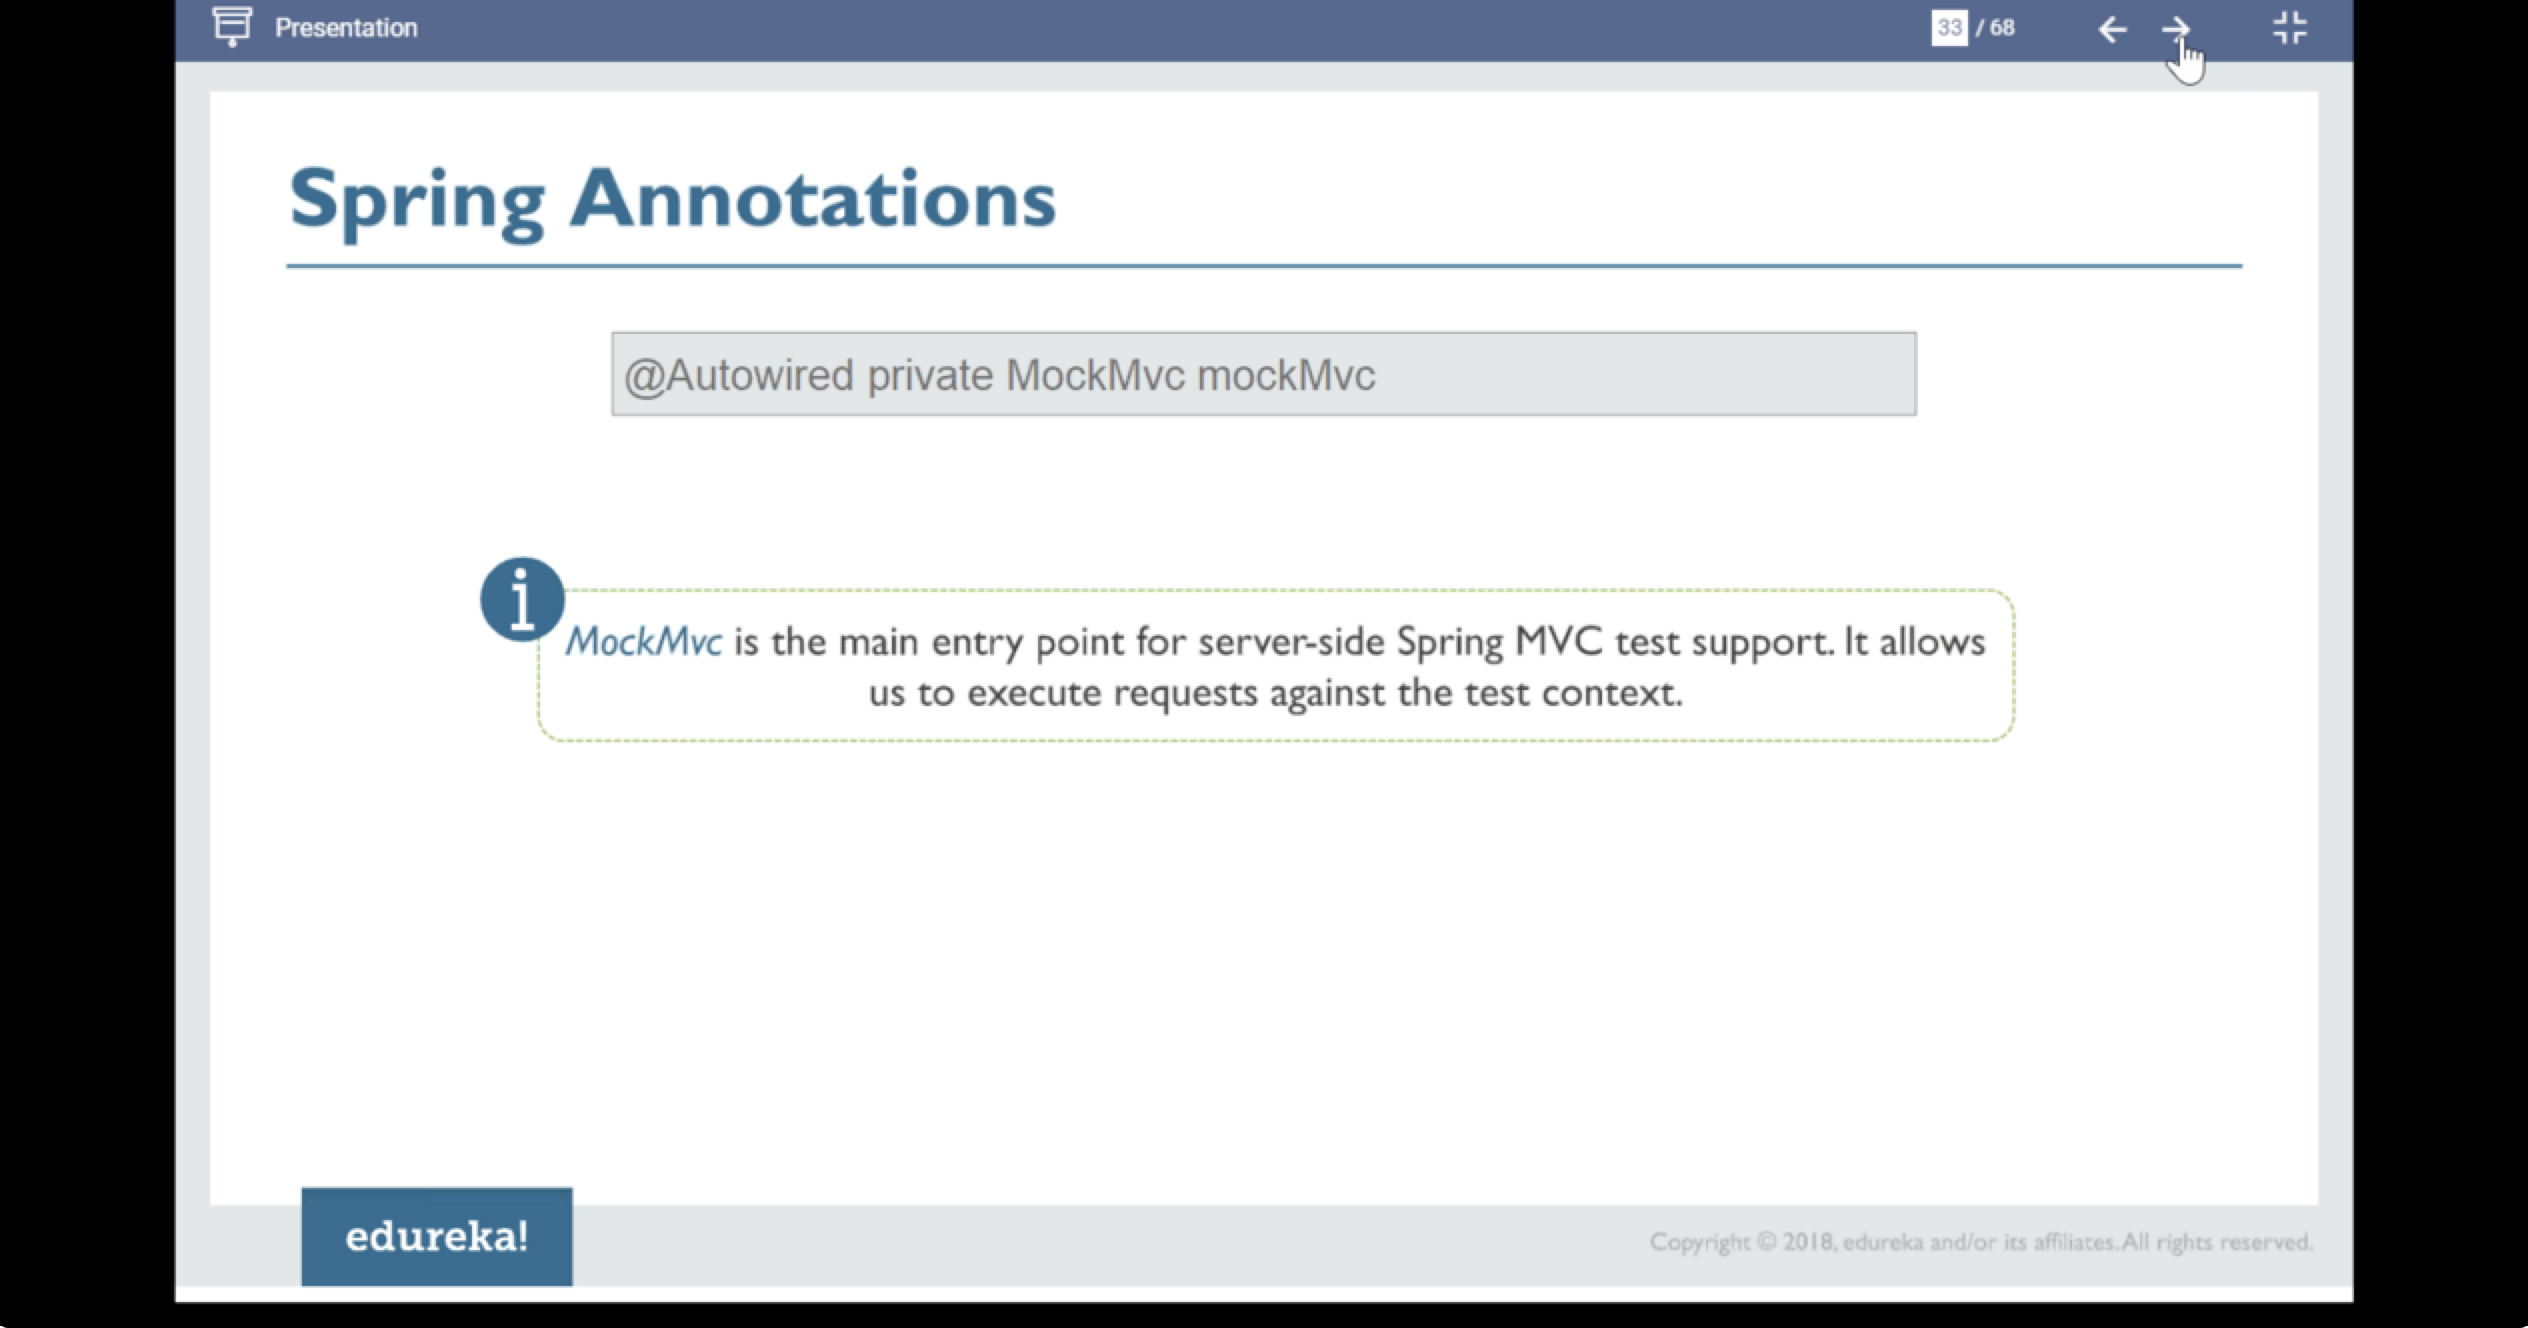 Presentation
33 / 68
Spring Annotations
@Autowired private MockMvc mockMvc
i
MockMvc is the main entry point for server-side Spring MVC test support. It allows
us to execute requests against the test context.
edureka!
Copyright © 2018, edureka and/or its affiliates. All rights reserved.